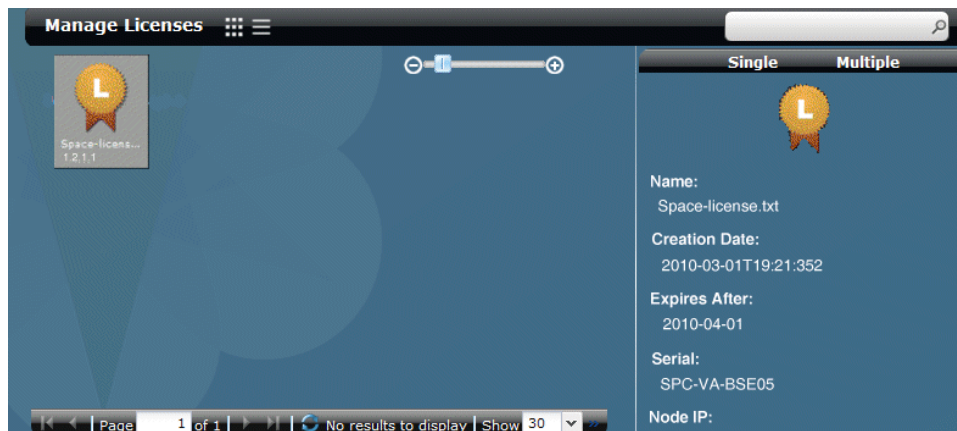 Manage Licenses
L
Space-licens...
1.2,1.1
Single Multiple
L
Name:
Space-license.txt
Creation Date:
2010-03-01T19:21:352
Expires After:
2010-04-01
Serial:
SPC-VA-BSE05
Node IP:
Page 1 of 1 No results to display Show 30